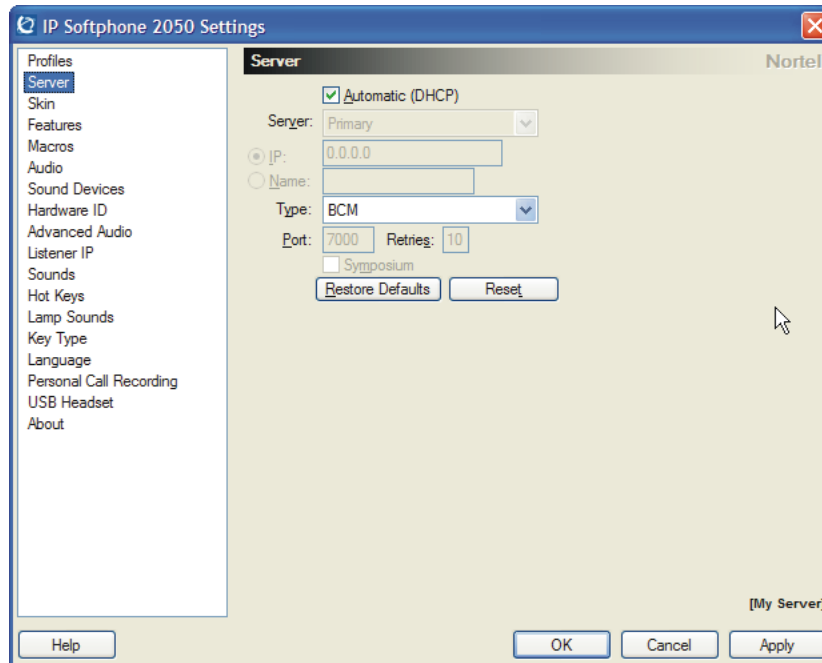 IP Softphone 2050 Settings
Profiles
Server
Skin
Features
Macros
Audio
Sound Devices
Hardware ID
Advanced Audio
Listener IP
Sounds
Hot Keys
Lamp Sounds
Key Type
Language
Personal Call Recording
USB Headset
About
Server Nortel
Automatic (DHCP)
Server: Primary
IP: 0.0.0.0
Name:
Type: BCM
Port: 7000 Retries: 10
Symposium
Restore Defaults Reset
[My Server]
Help OK Cancel Apply